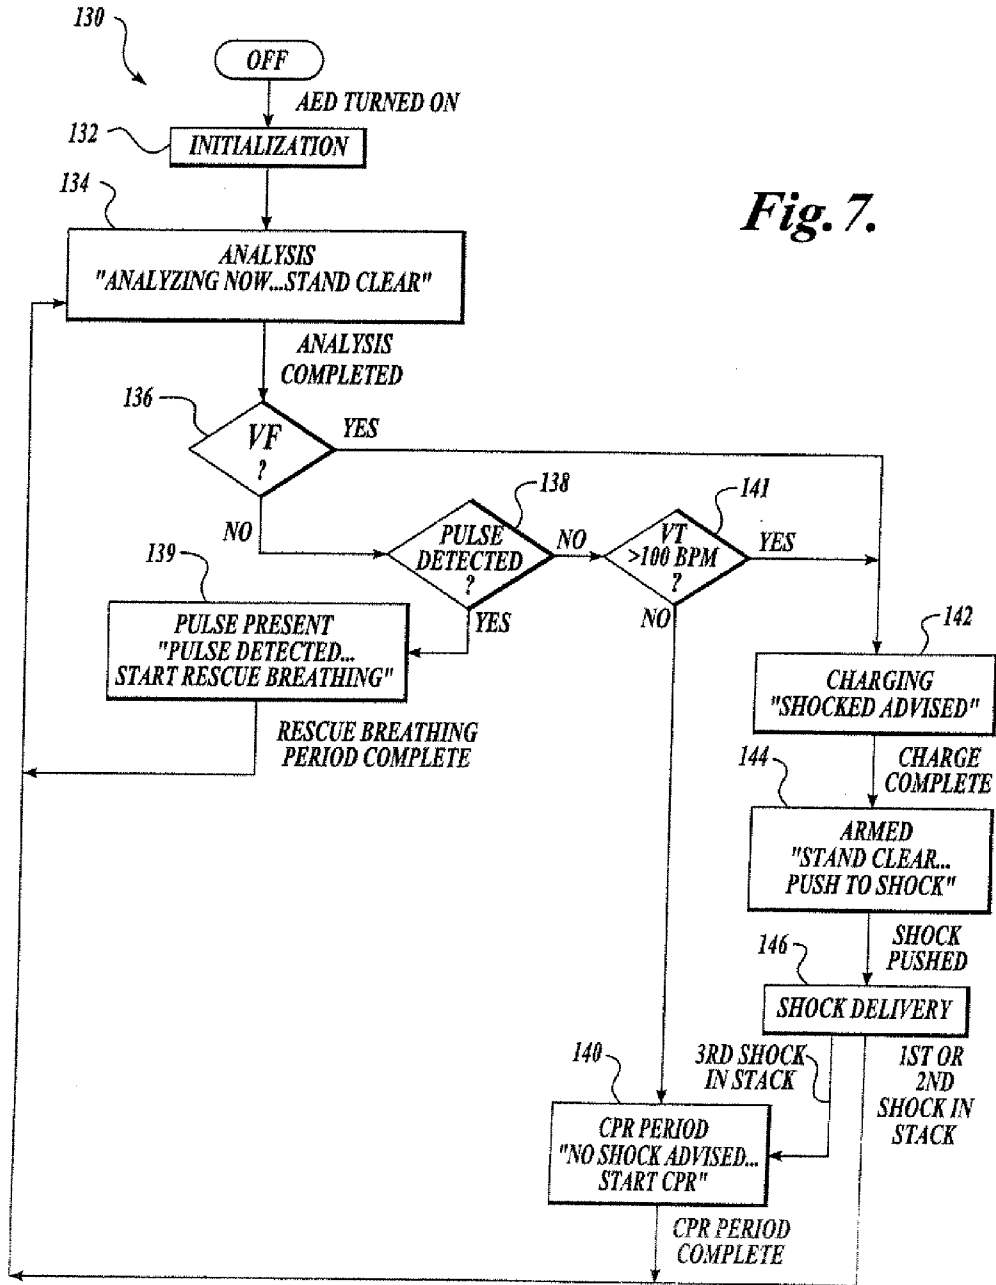 130
OFF
AED TURNED ON
132
INITIALIZATION
134
Fig. 7.
ANALYSIS
"ANALYZING NOW...STAND CLEAR"
ANALYSIS
COMPLETED
136
VF
?
YES
NO
138
PULSE
DETECTED
?
NO
YES
141
VT
>100 BPM
?
YES
NO
139
PULSE PRESENT
"PULSE DETECTED...
START RESCUE BREATHING"
RESCUE BREATHING
PERIOD COMPLETE
142
CHARGING
"SHOCKED ADVISED"
CHARGE
COMPLETE
144
ARMED
"STAND CLEAR...
PUSH TO SHOCK"
SHOCK
PUSHED
146
SHOCK DELIVERY
3RD SHOCK
IN STACK
1ST OR
2ND
SHOCK IN
STACK
140
CPR PERIOD
"NO SHOCK ADVISED...
START CPR"
CPR PERIOD
COMPLETE